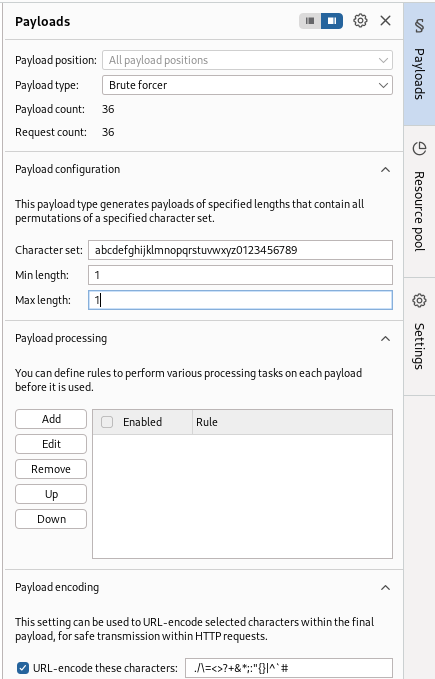 Payloads
Payload position: All payload positions
Payload type: Brute forcer
Payload count: 36
Request count: 36
Payload configuration
This payload type generates payloads of specified lengths that contain all
permutations of a specified character set.
Character set: abcdefghijklmnopqrstuvwxyz0123456789
Min length: 1
Max length: 1
Payload processing
You can define rules to perform various processing tasks on each payload
before it is used.
Add
Edit
Remove
Up
Down
Enabled Rule
Payload encoding
This setting can be used to URL-encode selected characters within the final
payload, for safe transmission within HTTP requests.
URL-encode these characters: ./\=<>?+&*;:"{}|^`#
Payloads
Resource pool
Settings